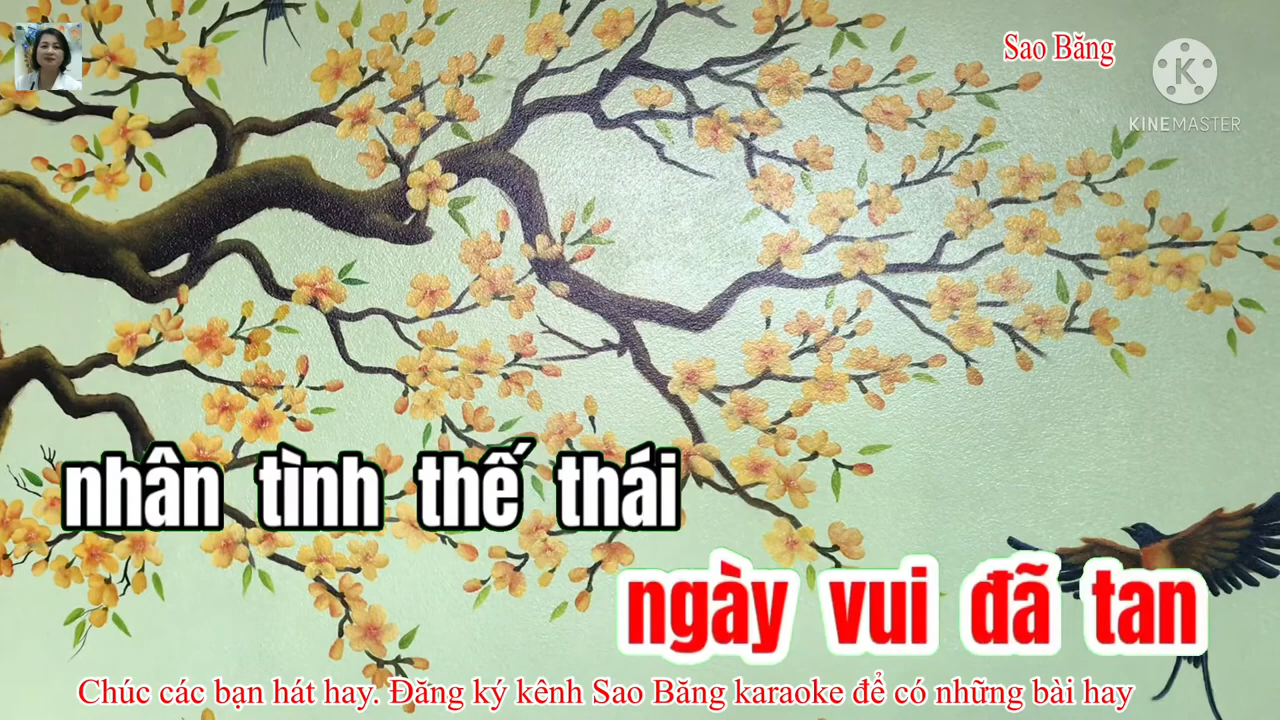 Sao Băng
KINEMASTER
nhân tình thế thái
ngày vui đã tan
Chúc các bạn hát hay. Đăng ký kênh Sao Băng karaoke để có những bài hay